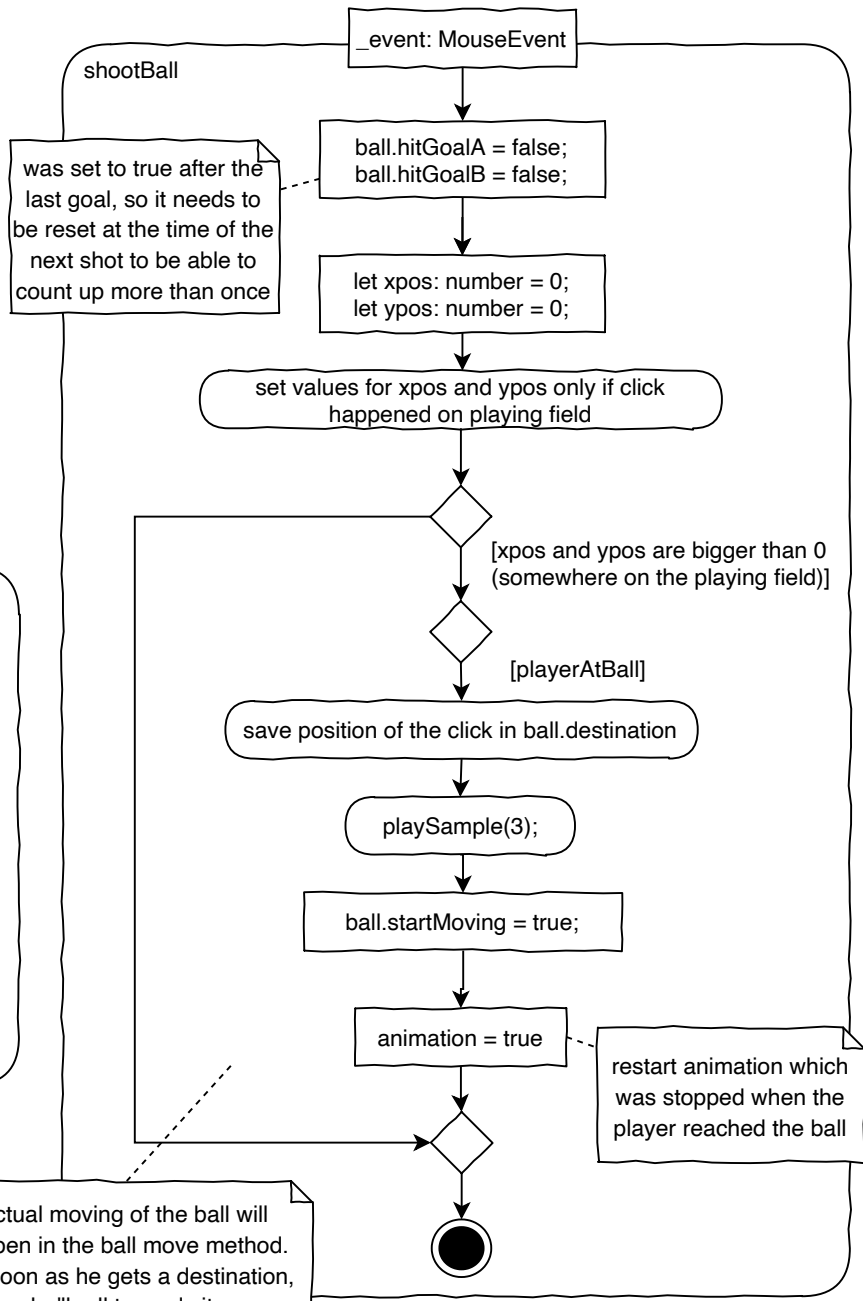 _event: MouseEvent
shootBall
ball.hitGoalA = false;
ball.hitGoalB = false;
was set to true after the
last goal, so it needs to
be reset at the time of the
next shot to be able to
count up more than once
let xpos: number = 0;
let ypos: number = 0;
set values for xpos and ypos only if click
happened on playing field
[xpos and ypos are bigger than 0
(somewhere on the playing field)]
[playerAtBall]
save position of the click in ball.destination
playSample(3);
ball.startMoving = true;
animation = true
restart animation which
was stopped when the
player reached the ball
moving of the ball will
in the ball move method.
as he gets a destination,